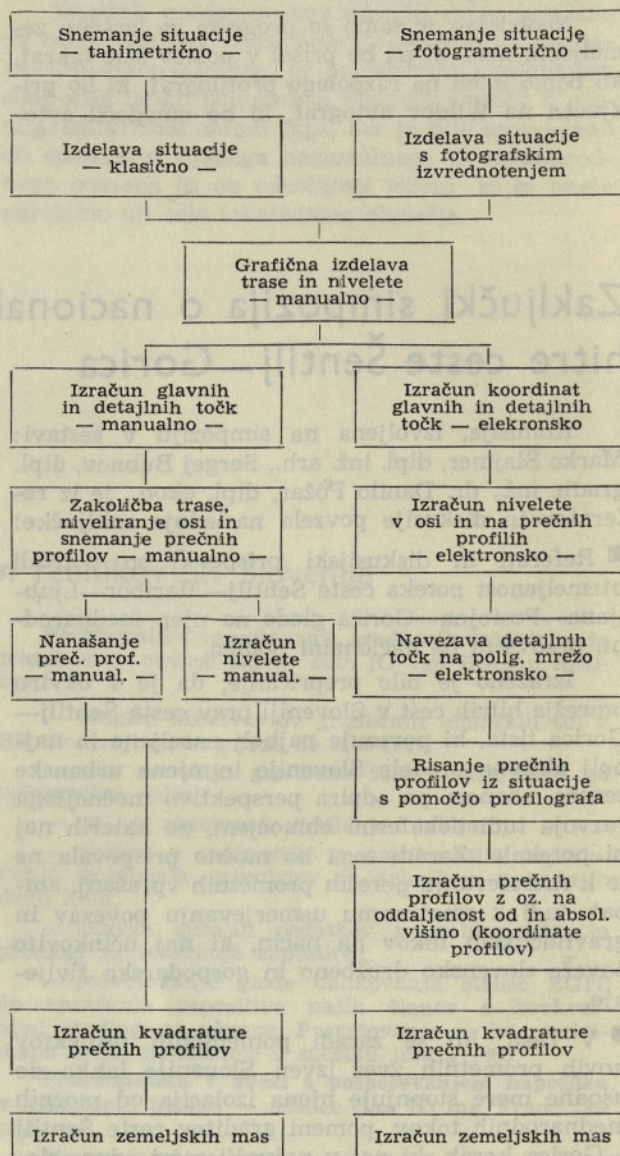 Snemanje situacije
— tahimetrično —
Snemanje situacije
— fotogrametrično —
Izdelava situacije
— klasično —
Izdelava situacije
s fotografskim
izvrednotenjem
Grafična izdelava
trase in nivelete
— manualno —
Izračun glavnih
in detajlnih točk
— manualno —
Izračun koordinat
glavnih in detajlnih
točk — elekronsko
Zakoličba trase,
niveliranje osi in
snemanje prečnih
profilov — manualno —
Izračun nivelete
v osi in na prečnih
profilih
— elektronsko —
Nanašanje
preč. prof.
— manual. —
Izračun
nivelete
— manual. —
Navezava detajlnih
točk na polig. mrežo
— elektronsko —
Risanje prečnih
profilov iz situacije
s pomočjo profilografa
Izračun prečnih
profilov z oz. na
oddaljenost od in absol.
višino (koordinate
profilov)
Izračun kvadrature
prečnih profilov
Izračun kvadrature
prečnih profilov
Izračun zemeljskih mas
Izračun zemeljskih mas